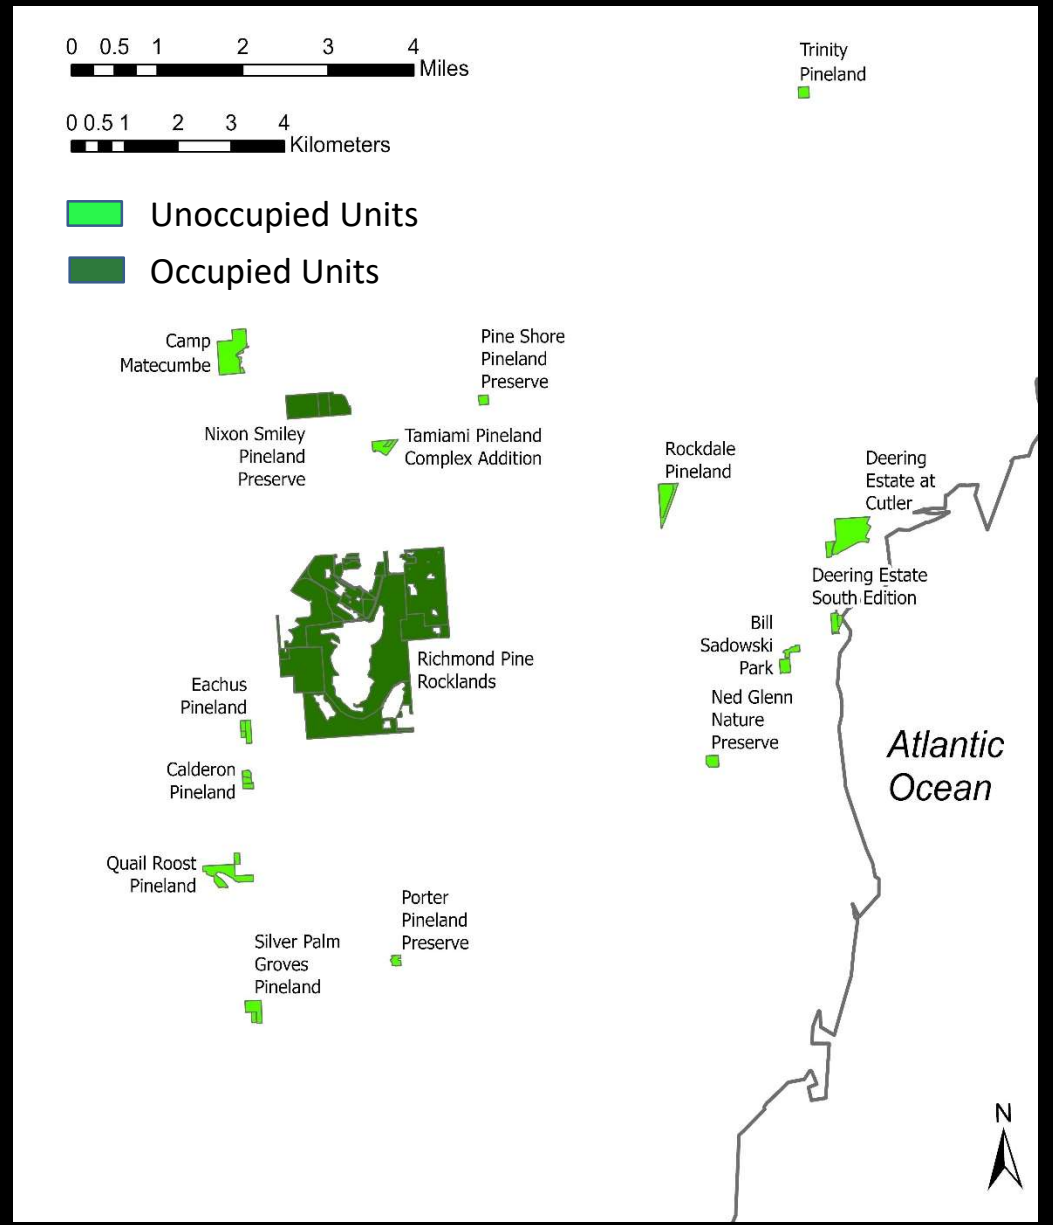 0 0.5 1 2 3 4
Miles
0 0.5 1 2 3 4
Kilometers
Unoccupied Units
Occupied Units
Trinity
Pineland
Camp
Matecumbe
Pine Shore
Pineland
Preserve
Nixon Smiley
Pineland
Preserve
Tamiami Pineland
Complex Addition
Rockdale
Pineland
Deering
Estate at
Cutler
Deering Estate
South Edition
Bill
Sadowski
Park
Richmond Pine
Rocklands
Eachus
Pineland
Ned Glenn
Nature
Preserve
Atlantic
Ocean
Calderon
Pineland
Quail Roost
Pineland
Porter
Pineland
Preserve
Silver Palm
Groves
Pineland
N